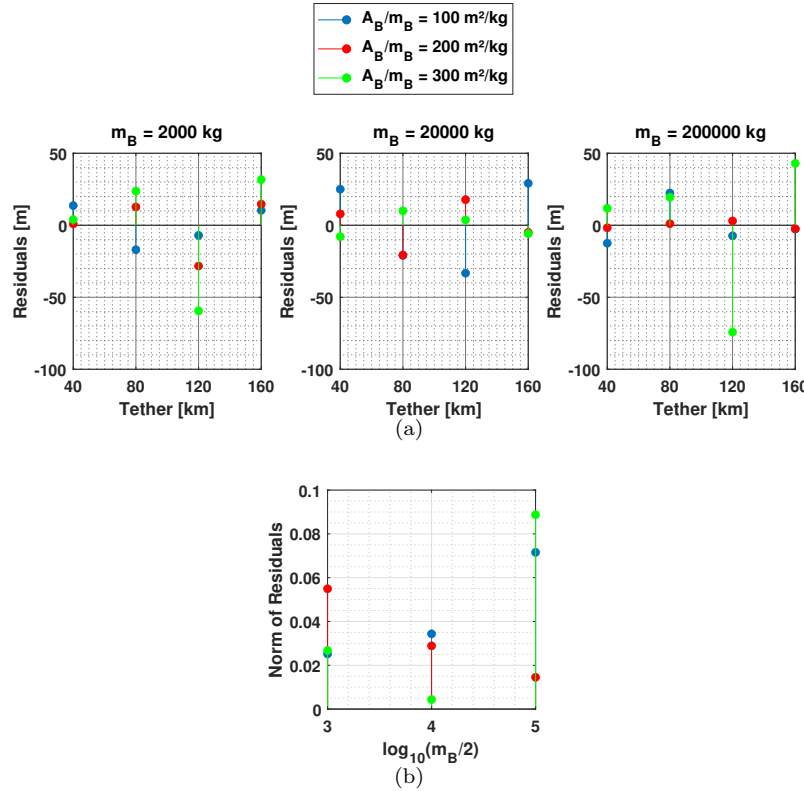 A_B/m_B = 100 m²/kg
A_B/m_B = 200 m²/kg
A_B/m_B = 300 m²/kg
m_B = 2000 kg
m_B = 20000 kg
m_B = 200000 kg
50
0
-50
-100
Residuals [m]
40 80 120 160
Tether [km]
50
0
-50
-100
Residuals [m]
40 80 120 160
Tether [km]
50
0
-50
-100
Residuals [m]
40 80 120 160
Tether [km]
(a)
0.1
0.08
0.06
0.04
0.02
0
Norm of Residuals
3 4 5
log_10(m_B/2)
(b)